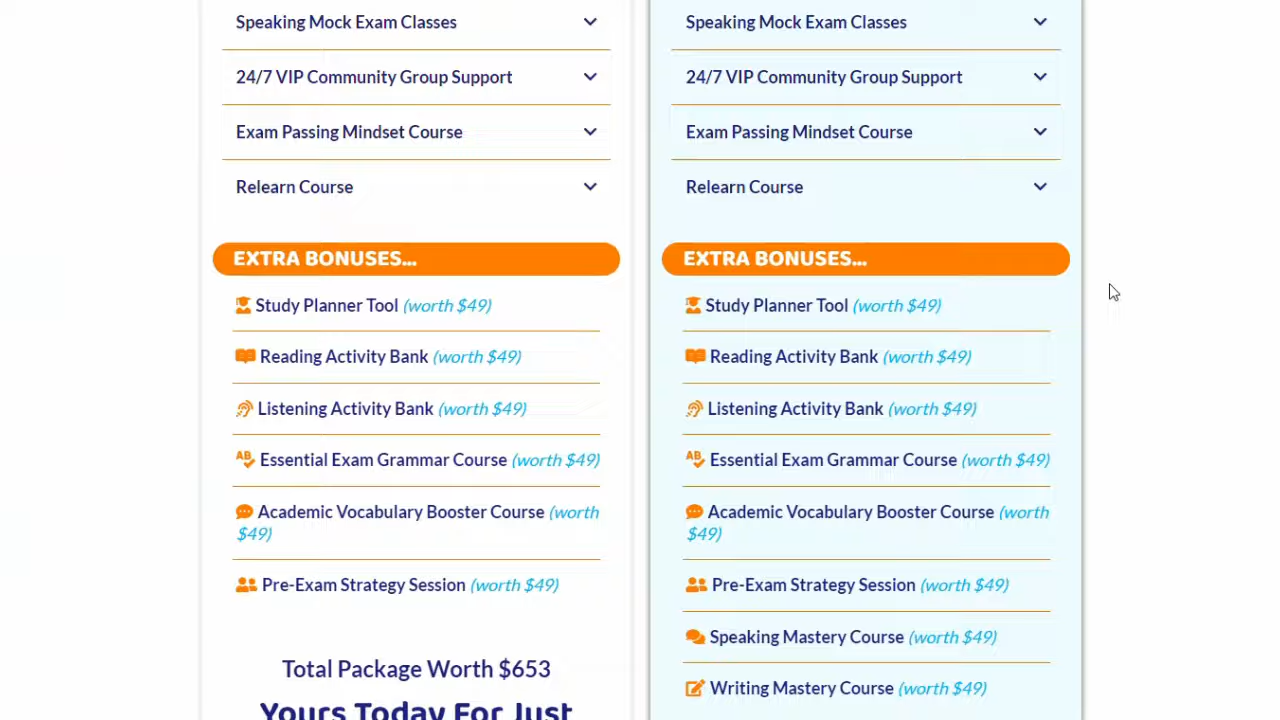 Speaking Mock Exam Classes
24/7 VIP Community Group Support
Exam Passing Mindset Course
Relearn Course
EXTRA BONUSES...
Study Planner Tool (worth $49)
Reading Activity Bank (worth $49)
Listening Activity Bank (worth $49)
Essential Exam Grammar Course (worth $49)
Academic Vocabulary Booster Course (worth
$49)
Pre-Exam Strategy Session (worth $49)
Total Package Worth $653
Yours Today For Just
Speaking Mock Exam Classes
24/7 VIP Community Group Support
Exam Passing Mindset Course
Relearn Course
EXTRA BONUSES...
Study Planner Tool (worth $49)
Reading Activity Bank (worth $49)
Listening Activity Bank (worth $49)
Essential Exam Grammar Course (worth $49)
Academic Vocabulary Booster Course (worth
$49)
Pre-Exam Strategy Session (worth $49)
Speaking Mastery Course (worth $49)
Writing Mastery Course (worth $49)